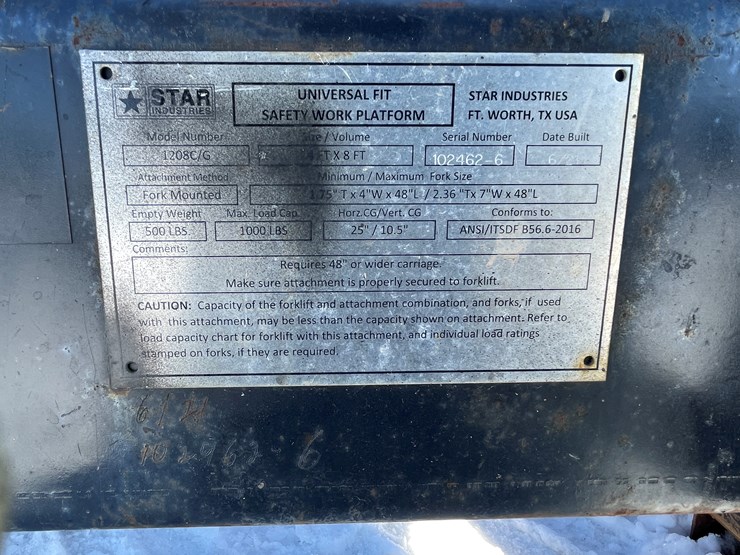 STAR
INDUSTRIES
UNIVERSAL FIT
SAFETY WORK PLATFORM
STAR INDUSTRIES
FT. WORTH, TX USA
Model Number
Size / Volume
Serial Number
Date Built
1208C/G
FT X 8 FT
102462-6
Attachment Method
Minimum / Maximum Fork Size
Fork Mounted
1.75" T x 4"W x 48"L / 2.36 "Tx 7"W x 48"L
Empty Weight
Max. Load Cap.
Horz.CG/Vert. CG
Conforms to:
500 LBS
1000 LBS
25" / 10.5"
ANSI/ITSDF B56.6-2016
Comments:
Requires 48" or wider carriage.
Make sure attachment is properly secured to forklift.
CAUTION: Capacity of the forklift and attachment combination, and forks, if used
with this attachment, may be less than the capacity shown on attachment. Refer to
load capacity chart for forklift with this attachment, and individual load ratings
stamped on forks, if they are required.